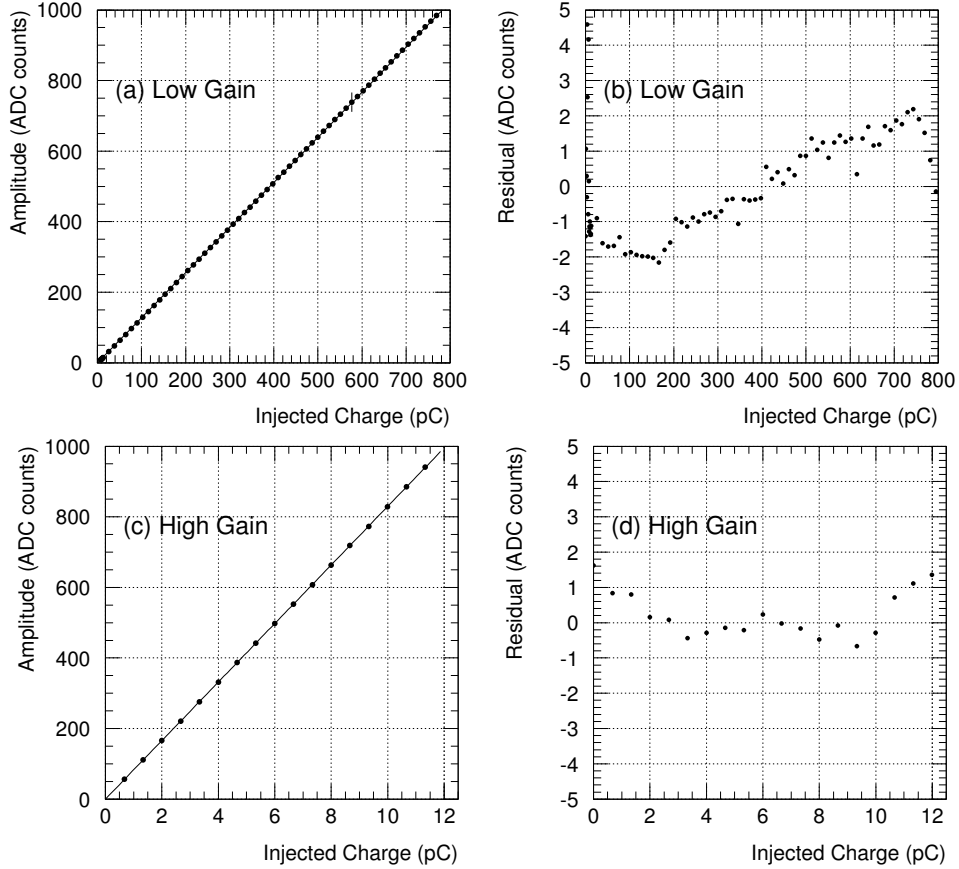 Amplitude (ADC counts)
1000
800
600
400
200
0
(a) Low Gain
0 100 200 300 400 500 600 700 800
Injected Charge (pC)
Residual (ADC counts)
5
4
3
2
1
0
-1
-2
-3
-4
-5
(b) Low Gain
0 100 200 300 400 500 600 700 800
Injected Charge (pC)
Amplitude (ADC counts)
1000
800
600
400
200
0
(c) High Gain
0 2 4 6 8 10 12
Injected Charge (pC)
Residual (ADC counts)
5
4
3
2
1
0
-1
-2
-3
-4
-5
(d) High Gain
0 2 4 6 8 10 12
Injected Charge (pC)